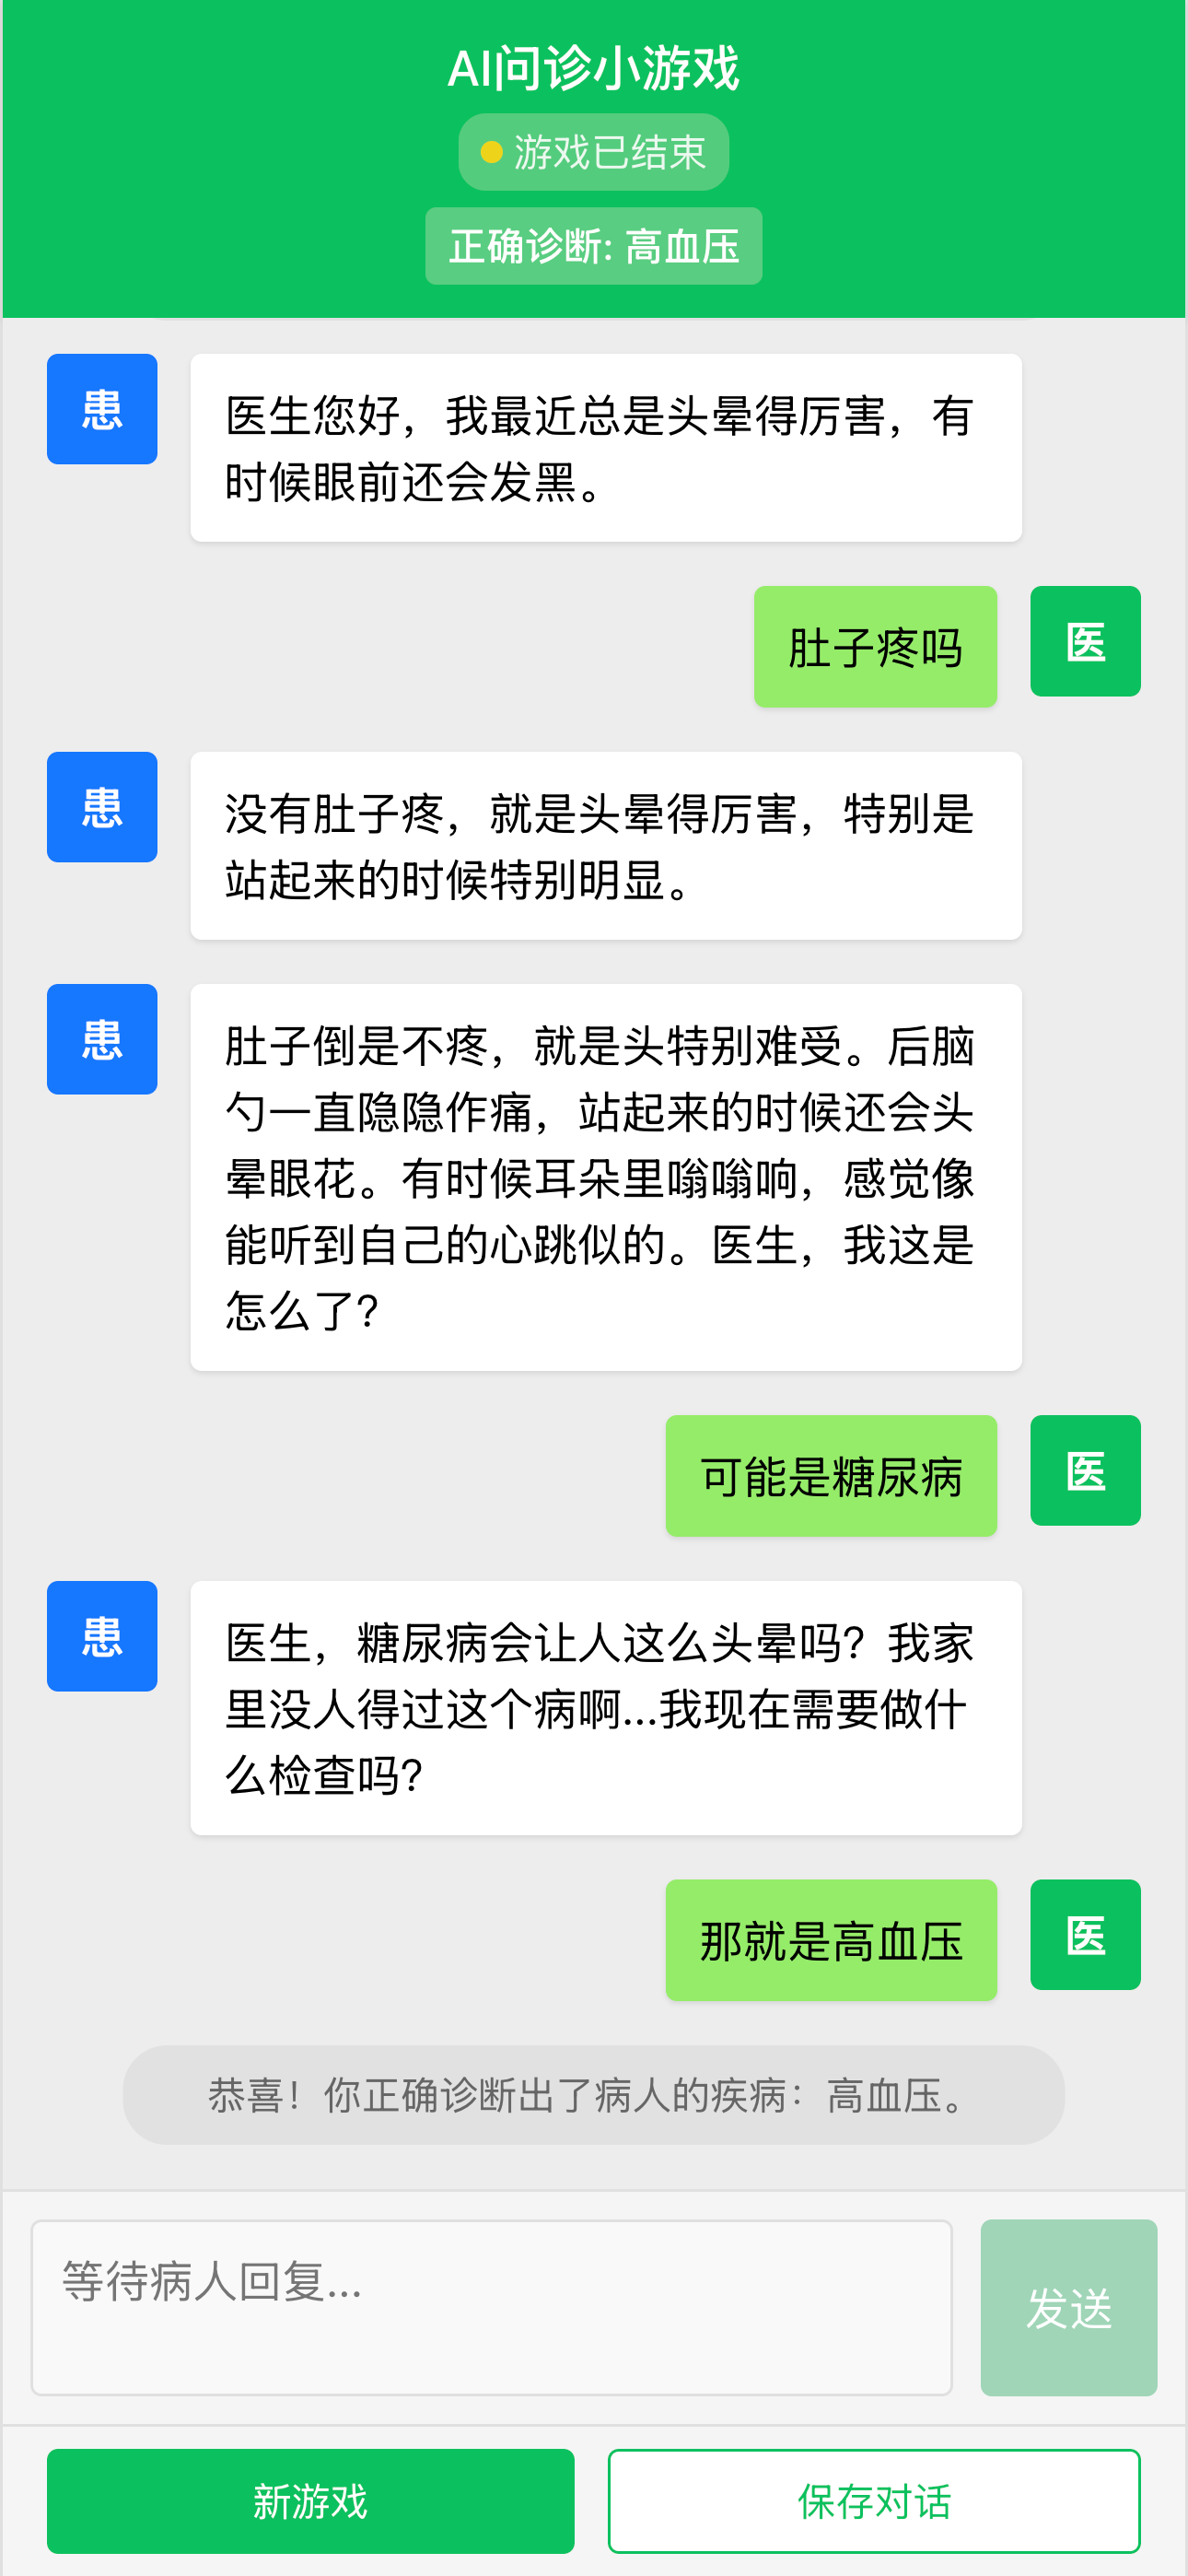 AI问诊小游戏
游戏已结束
正确诊断: 高血压
患
医生您好，我最近总是头晕得厉害，有
时候眼前还会发黑。
肚子疼吗
医
患
没有肚子疼，就是头晕得厉害，特别是
站起来的时候特别明显。
患
肚子倒是不疼，就是头特别难受。后脑
勺一直隐隐作痛，站起来的时候还会头
晕眼花。有时候耳朵里嗡嗡响，感觉像
能听到自己的心跳似的。医生，我这是
怎么了？
可能是糖尿病
医
患
医生，糖尿病会让人这么头晕吗？我家
里没人得过这个病啊...我现在需要做什
么检查吗？
那就是高血压
医
恭喜！你正确诊断出了病人的疾病：高血压。
等待病人回复...
发送
新游戏
保存对话